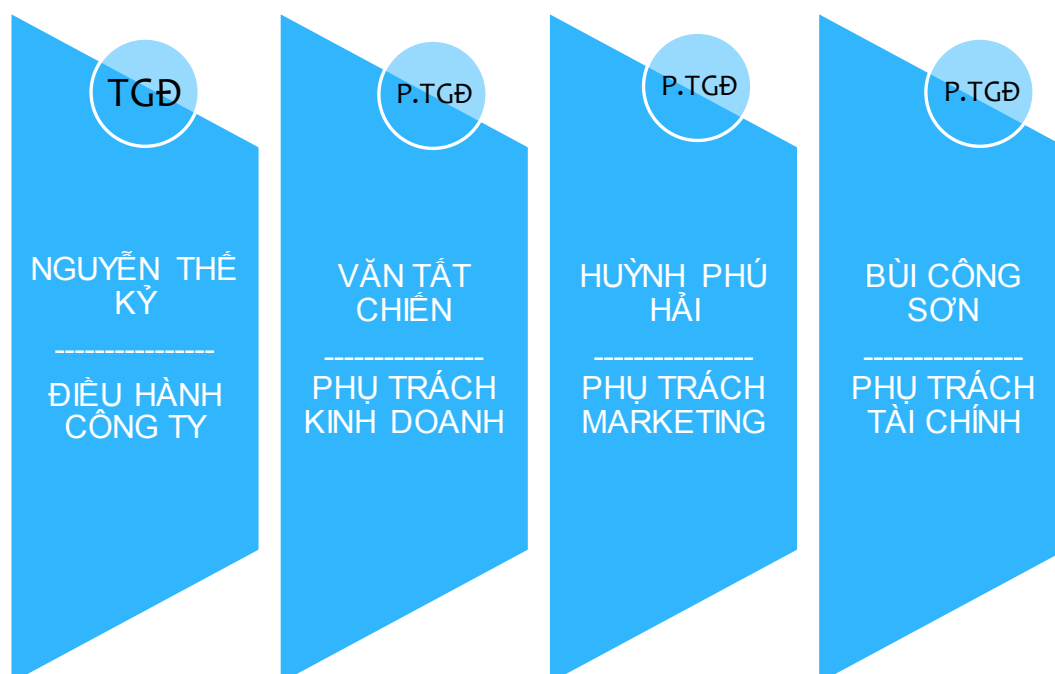 TGĐ
NGUYỄN THẾ
KỶ
----------------
ĐIỀU HÀNH
CÔNG TY
P.TGĐ
VĂN TẤT
CHIẾN
----------------
PHỤ TRÁCH
KINH DOANH
P.TGĐ
HUỲNH PHÚ
HẢI
----------------
PHỤ TRÁCH
MARKETING
P.TGĐ
BÙI CÔNG
SƠN
----------------
PHỤ TRÁCH
TÀI CHÍNH